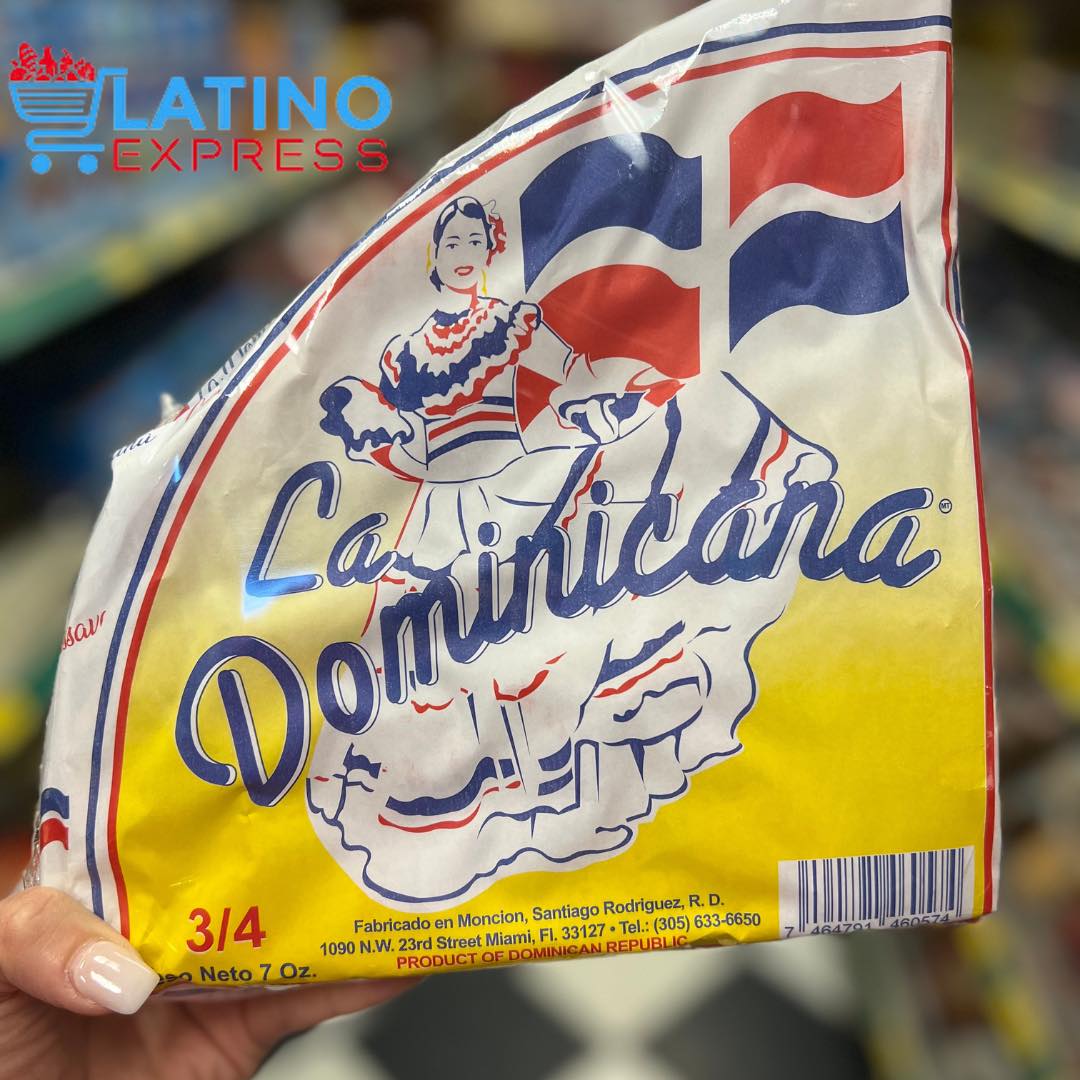 LATINO
EXPRESS
La
Dominicana
MT
3/4
Neto 7 Oz.
Fabricado en Moncion, Santiago Rodriguez, R. D.
1090 N.W. 23rd Street Miami, Fl. 33127 • Tel.: (305) 633-6650
PRODUCT OF DOMINICAN REPUBLIC
7 464791 460574